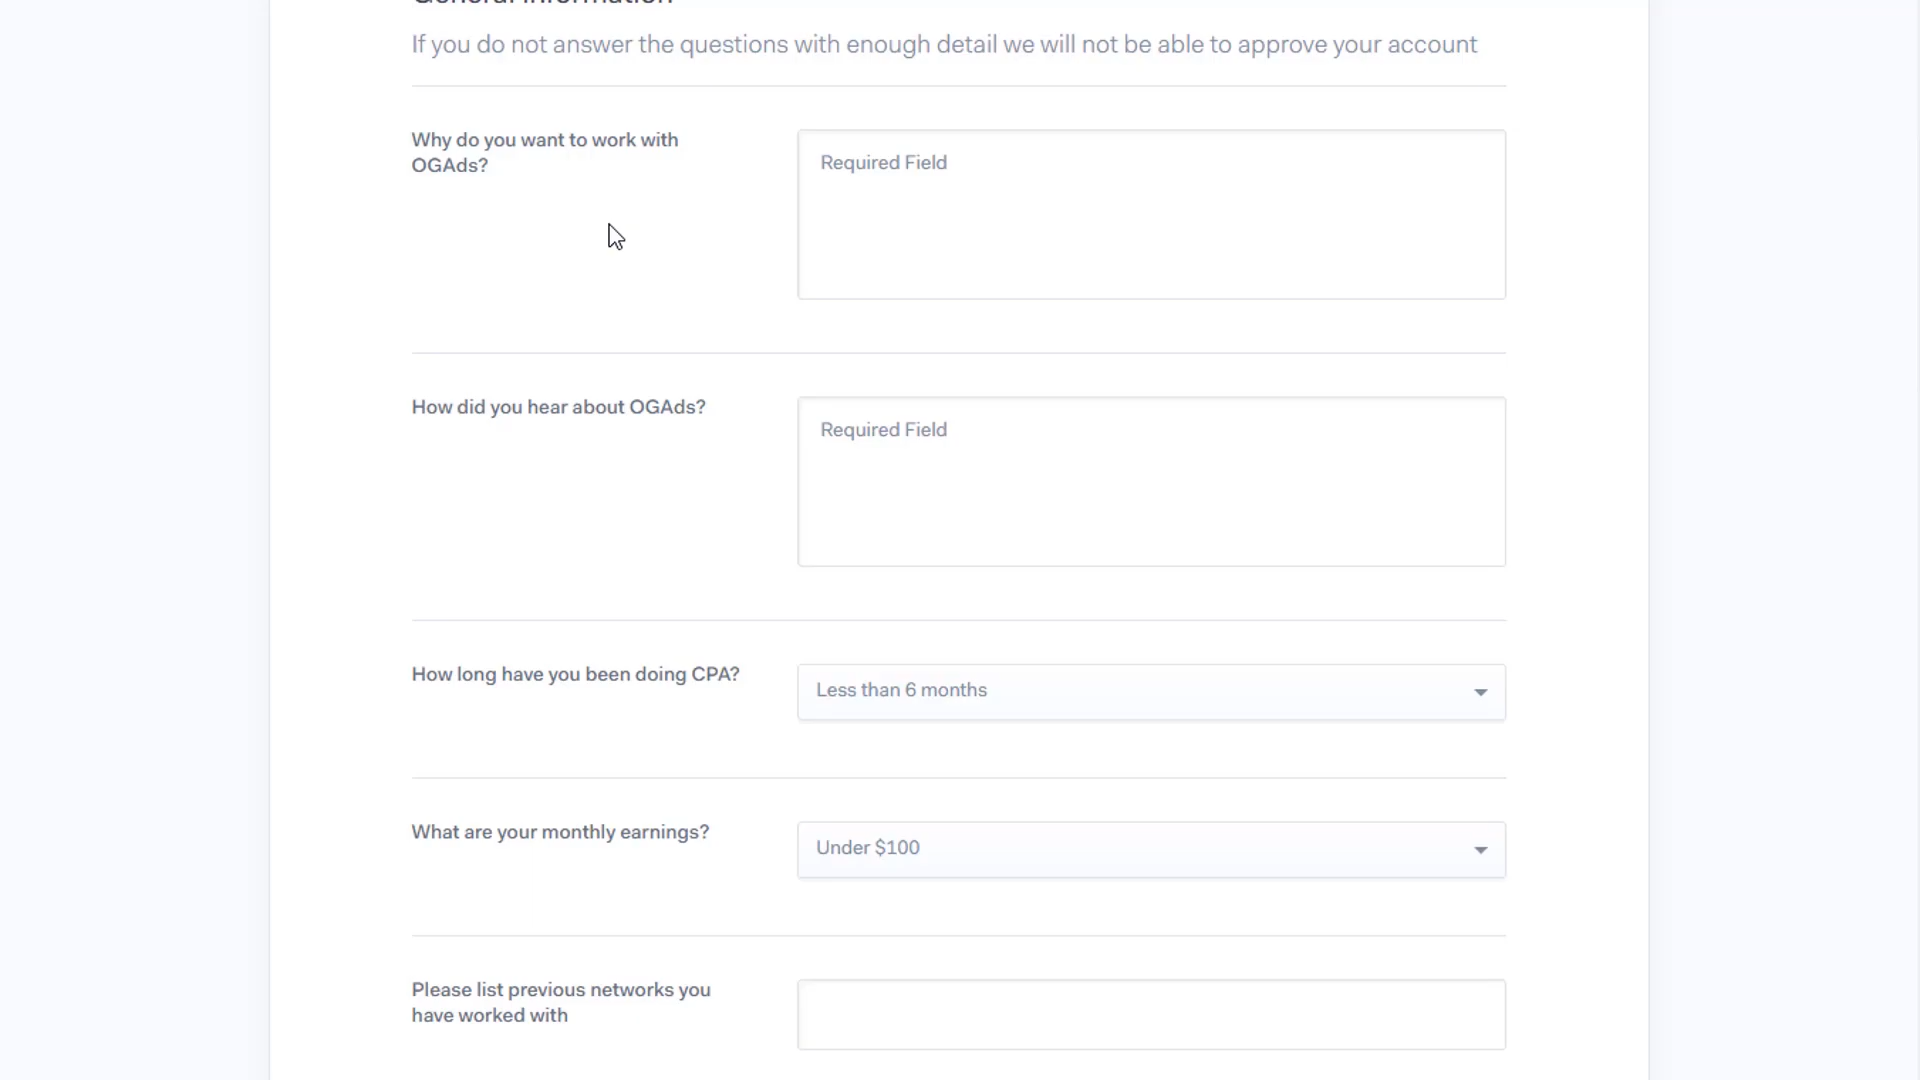 General Information
If you do not answer the questions with enough detail we will not be able to approve your account
Why do you want to work with
OGAds?
Required Field
How did you hear about OGAds?
Required Field
How long have you been doing CPA?
Less than 6 months
What are your monthly earnings?
Under $100
Please list previous networks you
have worked with